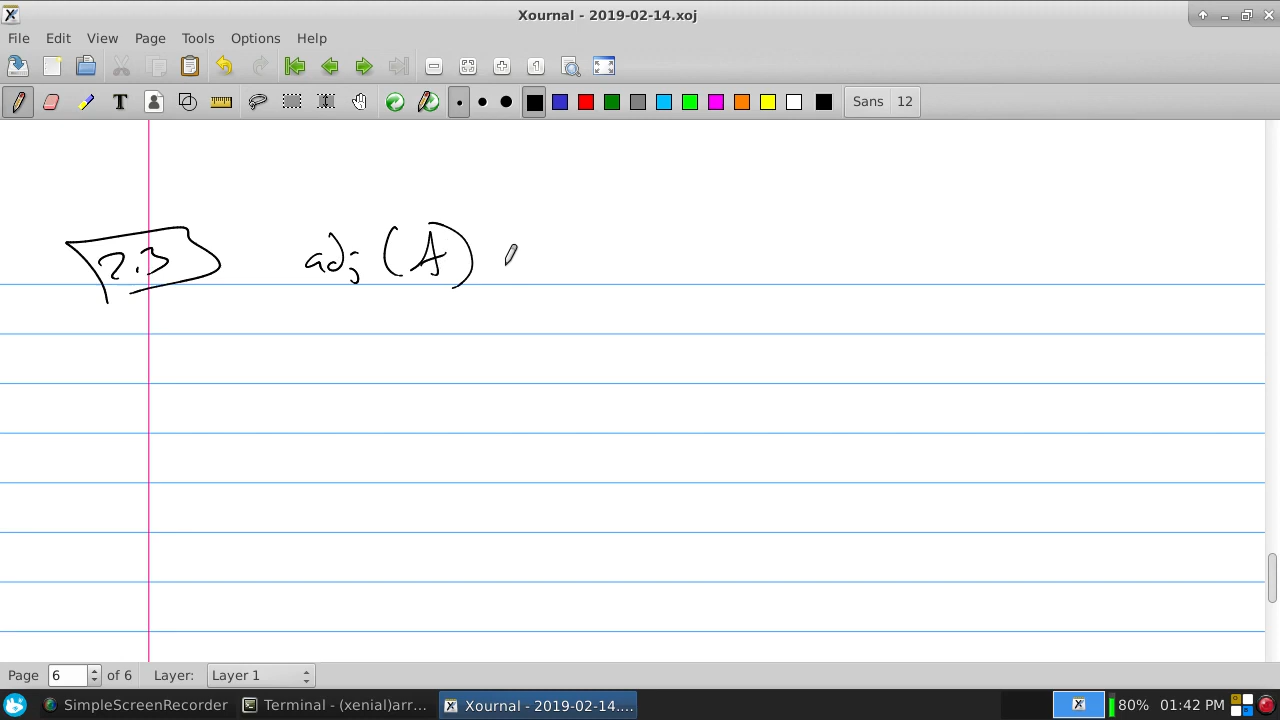 Xournal - 2019-02-14.xoj
File Edit View Page Tools Options Help
Sans 12
2.3 adj (A)
Page 6 of 6 Layer: Layer 1
SimpleScreenRecorder Terminal - (xenial)arr... Xournal - 2019-02-14.... 80% 01:42 PM